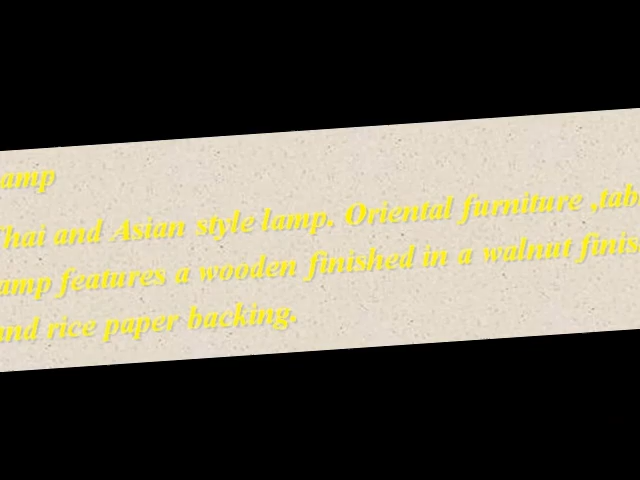 amp
Thai and Asian style lamp. Oriental furniture ,tab
amp features a wooden finished in a walnut finis
and rice paper backing.